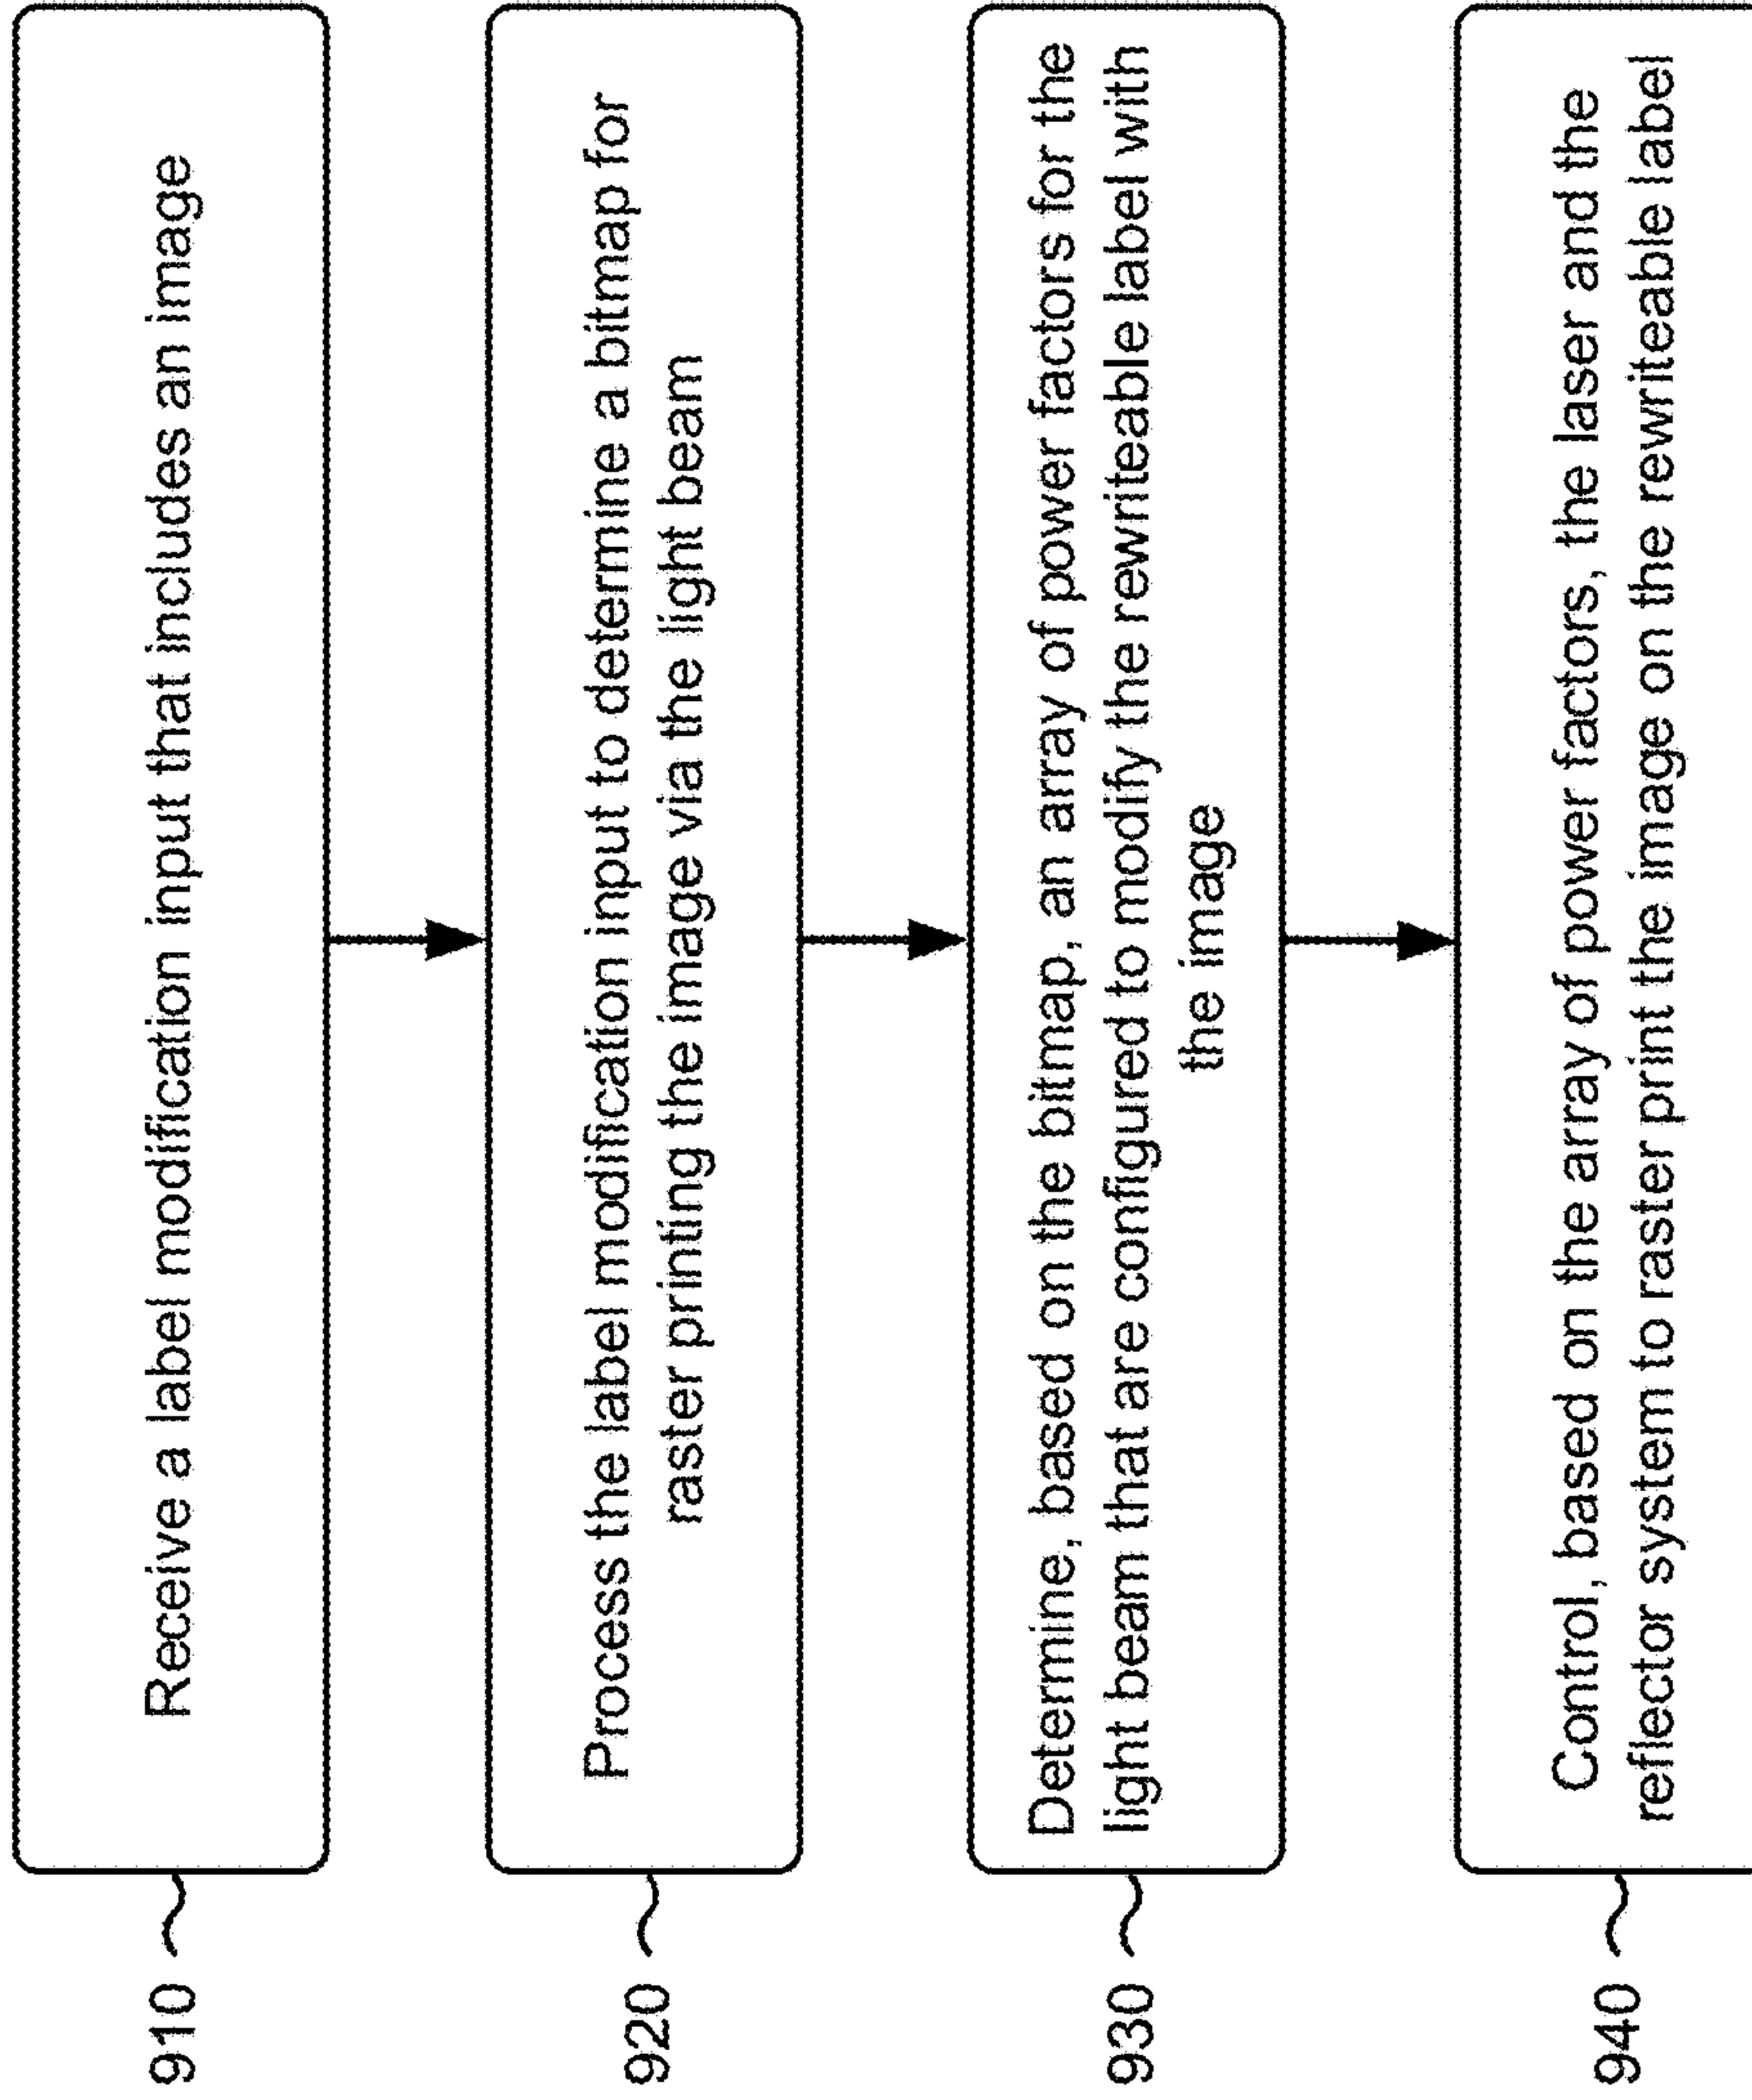 910
Receive a label modification input that includes an image
920
Process the label modification input to determine a bitmap for
raster printing the image via the light beam
930
Determine, based on the bitmap, an array of power factors for the
light beam that are configured to modify the rewriteable label with
the image
940
Control, based on the array of power factors, the laser and the
reflector system to raster print the image on the rewriteable label